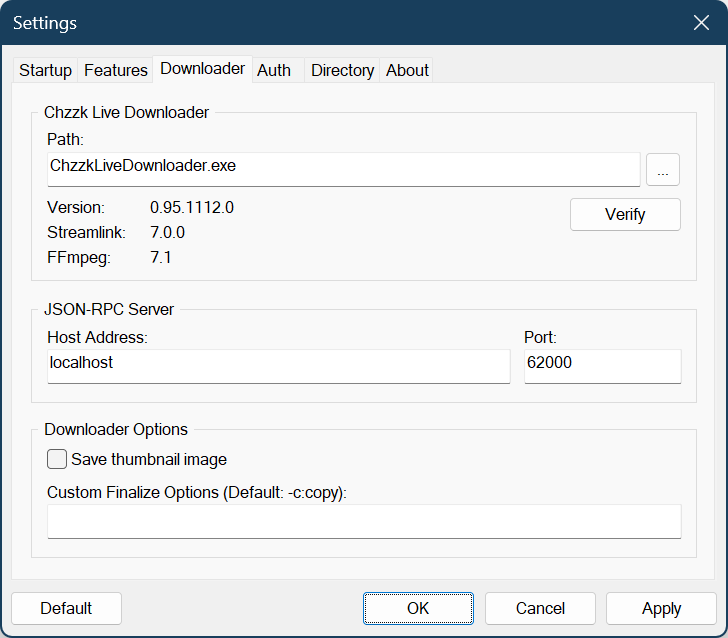 Settings
Startup Features Downloader Auth Directory About
Chzzk Live Downloader
Path:
ChzzkLiveDownloader.exe
...
Version: 0.95.1112.0
Verify
Streamlink: 7.0.0
FFmpeg: 7.1
JSON-RPC Server
Host Address: Port:
localhost 62000
Downloader Options
Save thumbnail image
Custom Finalize Options (Default: -c:copy):
Default OK Cancel Apply